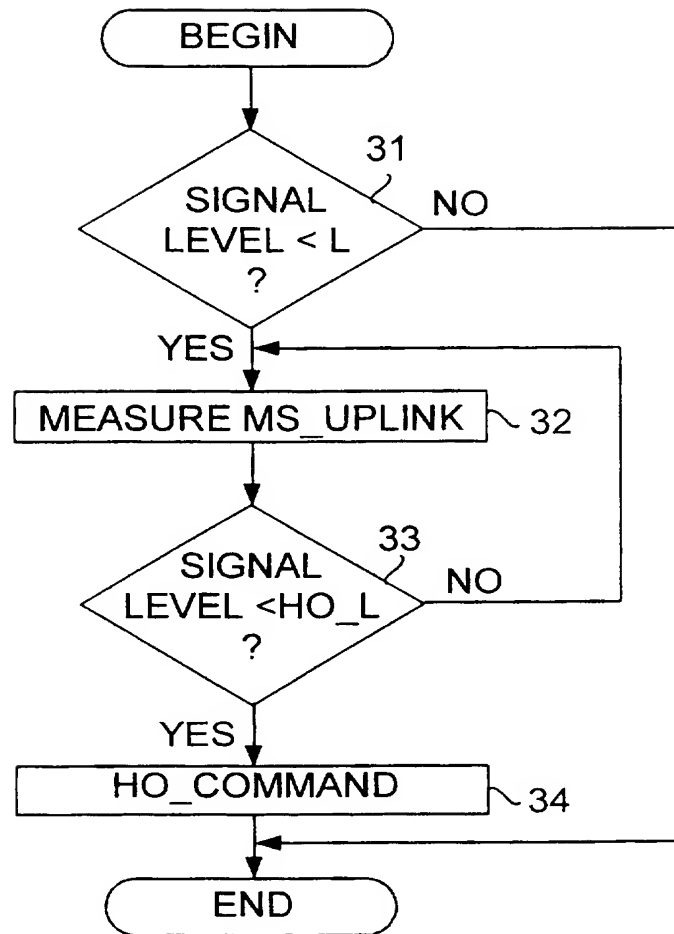 BEGIN
31
SIGNAL
LEVEL < L
?
NO
YES
MEASURE MS_UPLINK
32
33
SIGNAL
LEVEL <HO_L
?
NO
YES
HO_COMMAND
34
END